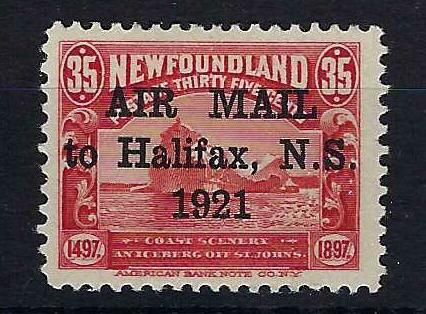 35 NEWFOUNDLAND 35
THIRTY FIVE
AIR MAIL
to Halifax, N.S.
1921
1497 COAST SCENERY 1897
AN ICEBERG OFF ST. JOHNS.
AMERICAN BANK NOTE CO. N.Y.